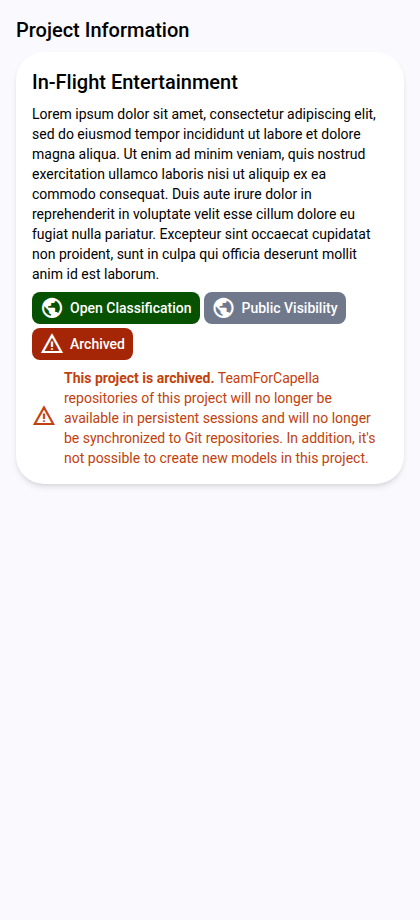 Project Information
In-Flight Entertainment
Lorem ipsum dolor sit amet, consectetur adipiscing elit,
sed do eiusmod tempor incididunt ut labore et dolore
magna aliqua. Ut enim ad minim veniam, quis nostrud
exercitation ullamco laboris nisi ut aliquip ex ea
commodo consequat. Duis aute irure dolor in
reprehenderit in voluptate velit esse cillum dolore eu
fugiat nulla pariatur. Excepteur sint occaecat cupidatat
non proident, sunt in culpa qui officia deserunt mollit
anim id est laborum.
Open Classification Public Visibility
Archived
This project is archived. TeamForCapella
repositories of this project will no longer be
available in persistent sessions and will no longer
be synchronized to Git repositories. In addition, it's
not possible to create new models in this project.